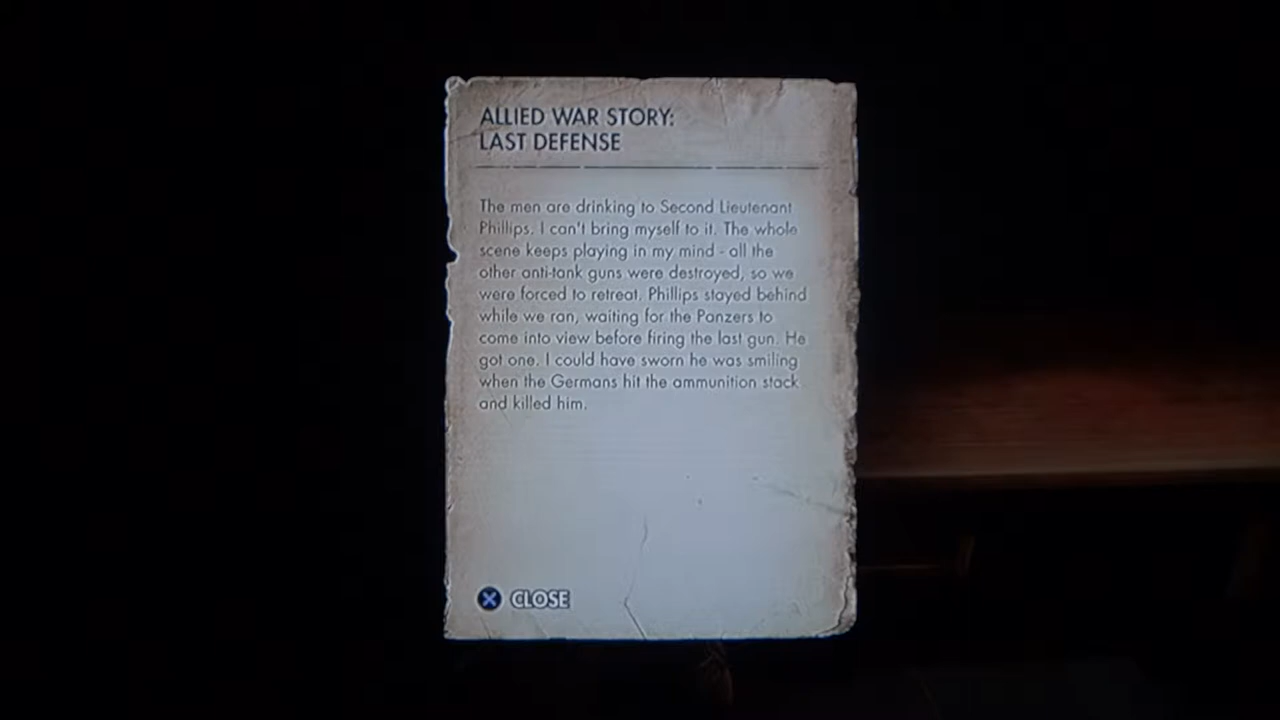 ALLIED WAR STORY:
LAST DEFENSE
The men are drinking to Second Lieutenant
Phillips. I can't bring myself to it. The whole
scene keeps playing in my mind - all the
other anti-tank guns were destroyed, so we
were forced to retreat. Phillips stayed behind
while we ran, waiting for the Panzers to
come into view before firing the last gun. He
got one. I could have sworn he was smiling
when the Germans hit the ammunition stack
and killed him.
CLOSE